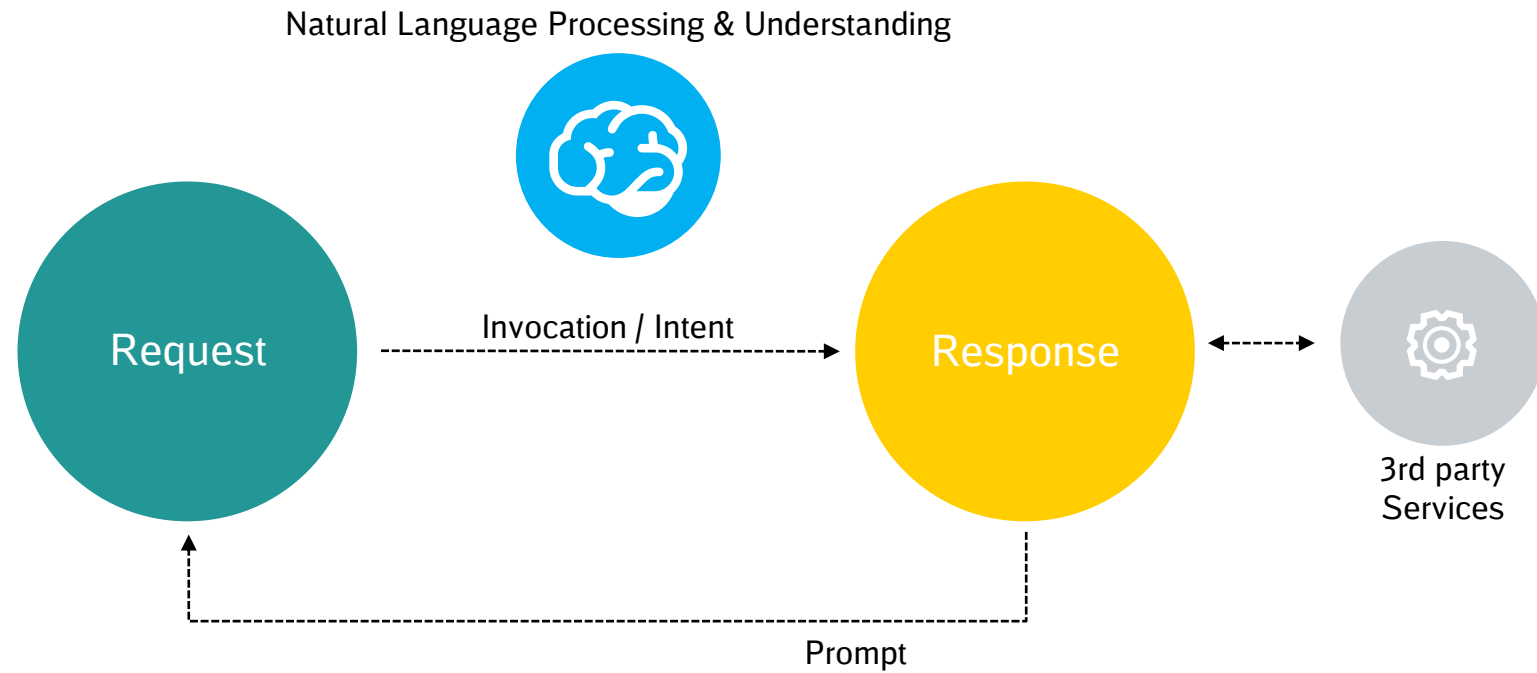 Natural Language Processing & Understanding
Request
Invocation / Intent
Response
3rd party
Services
Prompt